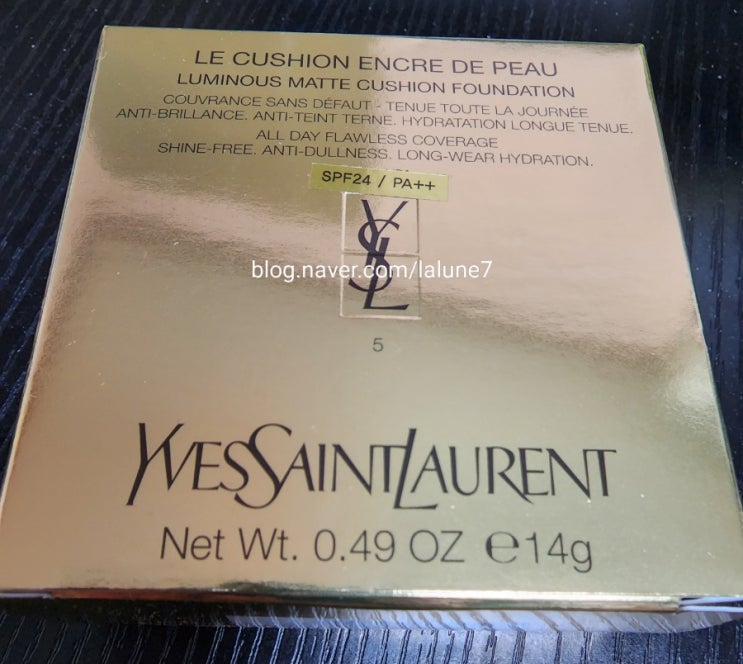 LE CUSHION ENCRE DE PEAU
LUMINOUS MATTE CUSHION FOUNDATION
COUVRANCE SANS DÉFAUT - TENUE TOUTE LA JOURNÉE
ANTI-BRILLANCE. ANTI-TEINT TERNE. HYDRATATION LONGUE TENUE.
ALL DAY FLAWLESS COVERAGE
SHINE-FREE. ANTI-DULLNESS. LONG-WEAR HYDRATION.
SPF24 / PA++
YSL
blog.naver.com/lalune7
5
YVESSAINTLAURENT
Net Wt. 0.49 OZ e14g